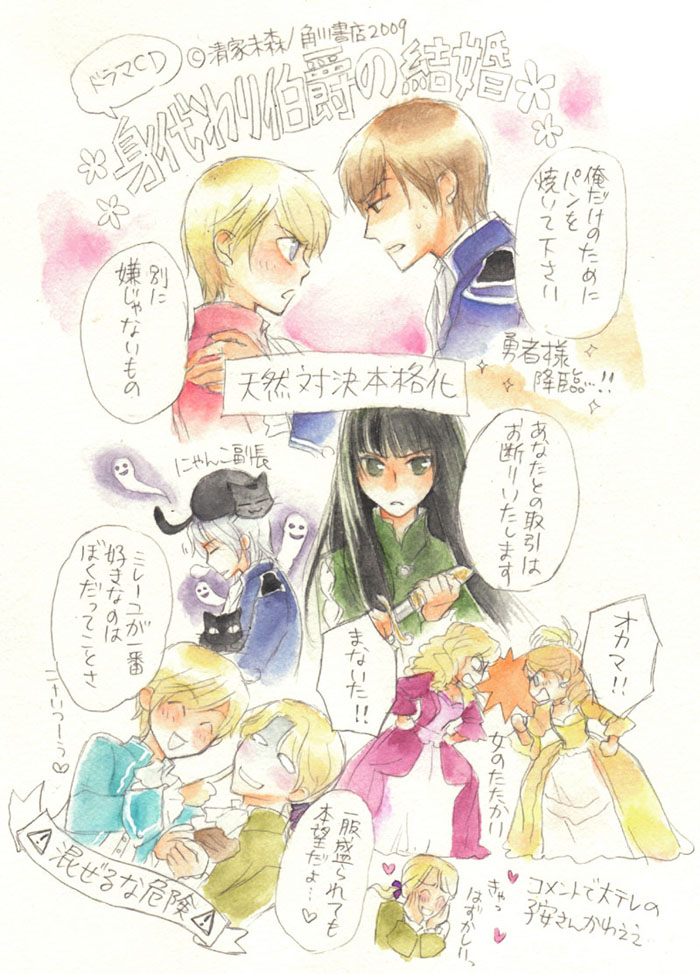 ドラマCD
©清家未森/角川書店2009
身代わり伯爵の結婚
俺だけのために
パンを
焼いて下さい
別に
嫌じゃないもの
勇者様
降臨…!!
天然対決本格化
にゃんこ副長
あなたとの取引は
お断りいたします
ミレーユが一番
好きなのは
ぼくだってことさ
オカマ!!
まないた!!
女のたたかい
一服盛られても
本望だよ…♡
⚠混ぜるな危険⚠
きゃっ
はずかしいっ
コメントで大テレの
子安さんかわええ